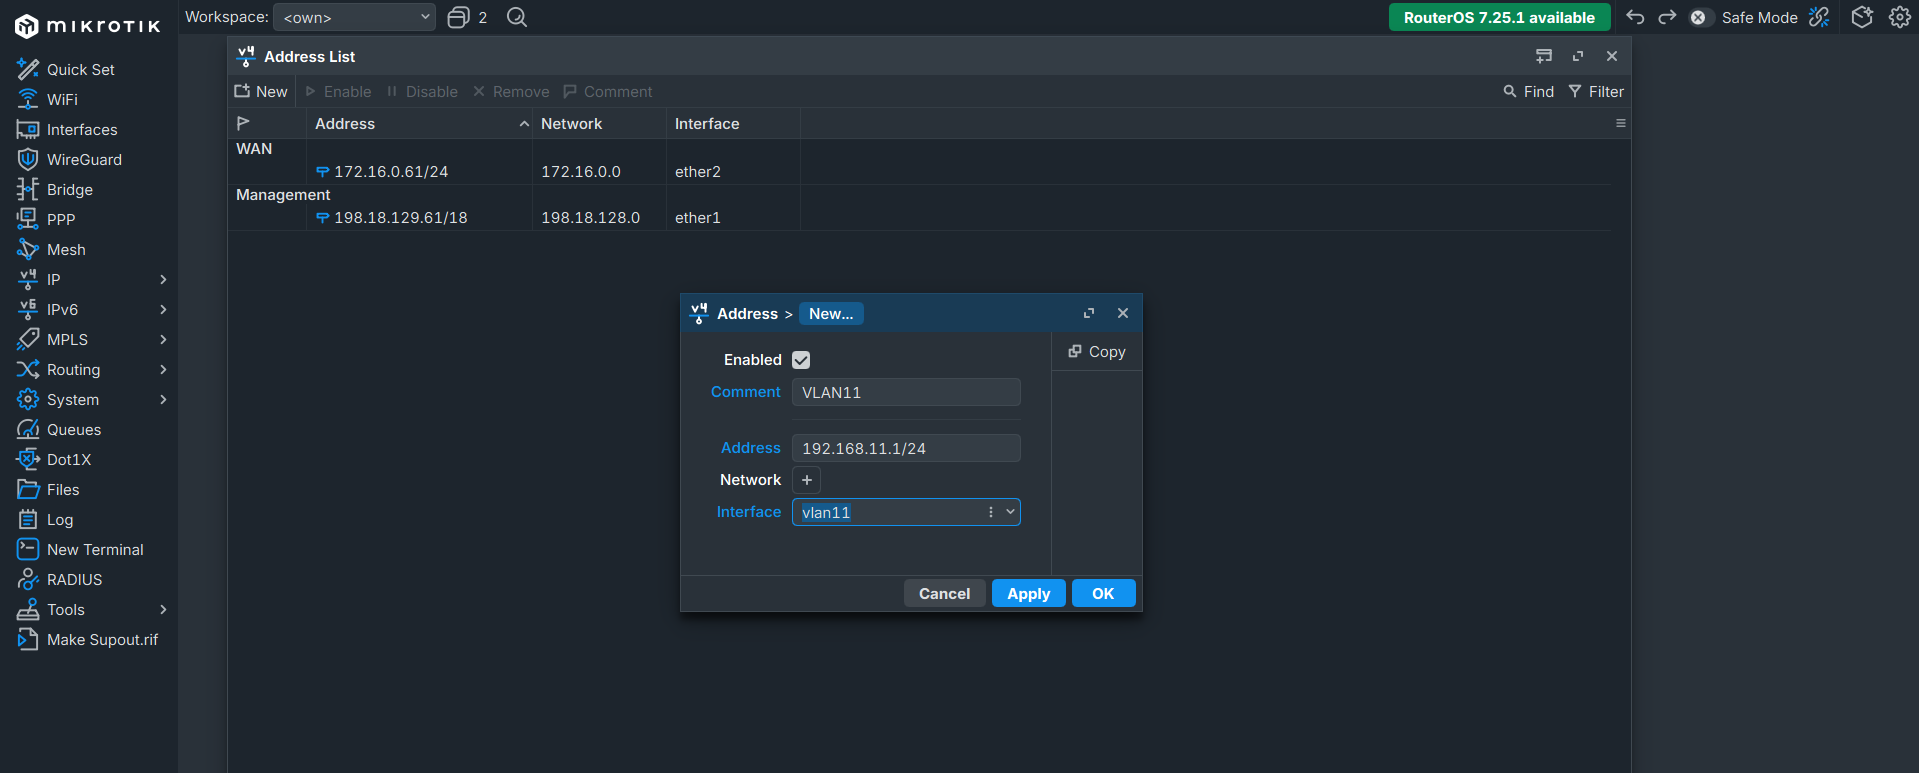 mikrotik
Workspace: <own> 2
RouterOS 7.25.1 available
Safe Mode
Quick Set
WiFi
Interfaces
WireGuard
Bridge
PPP
Mesh
IP
IPv6
MPLS
Routing
System
Queues
Dot1X
Files
Log
New Terminal
RADIUS
Tools
Make Supout.rif
v4 Address List
New Enable Disable Remove Comment Find Filter
Address Network Interface
WAN
172.16.0.61/24 172.16.0.0 ether2
Management
198.18.129.61/18 198.18.128.0 ether1
v4 Address > New...
Enabled
Copy
Comment VLAN11
Address 192.168.11.1/24
Network +
Interface vlan11
Cancel Apply OK